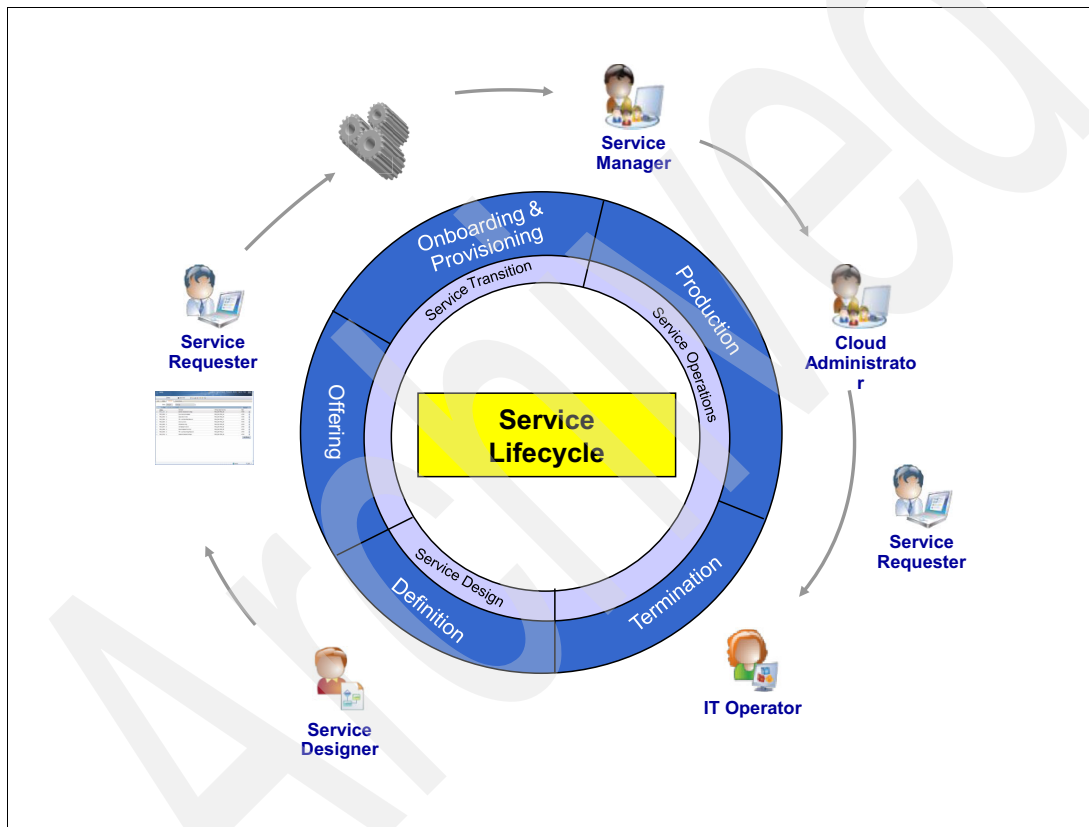 Service
Manager
Onboarding &
Provisioning
Service Transition
Production
Service Operations
Service
Requester
Cloud
Administrato
r
Offering
Service
Lifecycle
Service
Requester
Service Design
Definition
Termination
IT Operator
Service
Designer
Archived